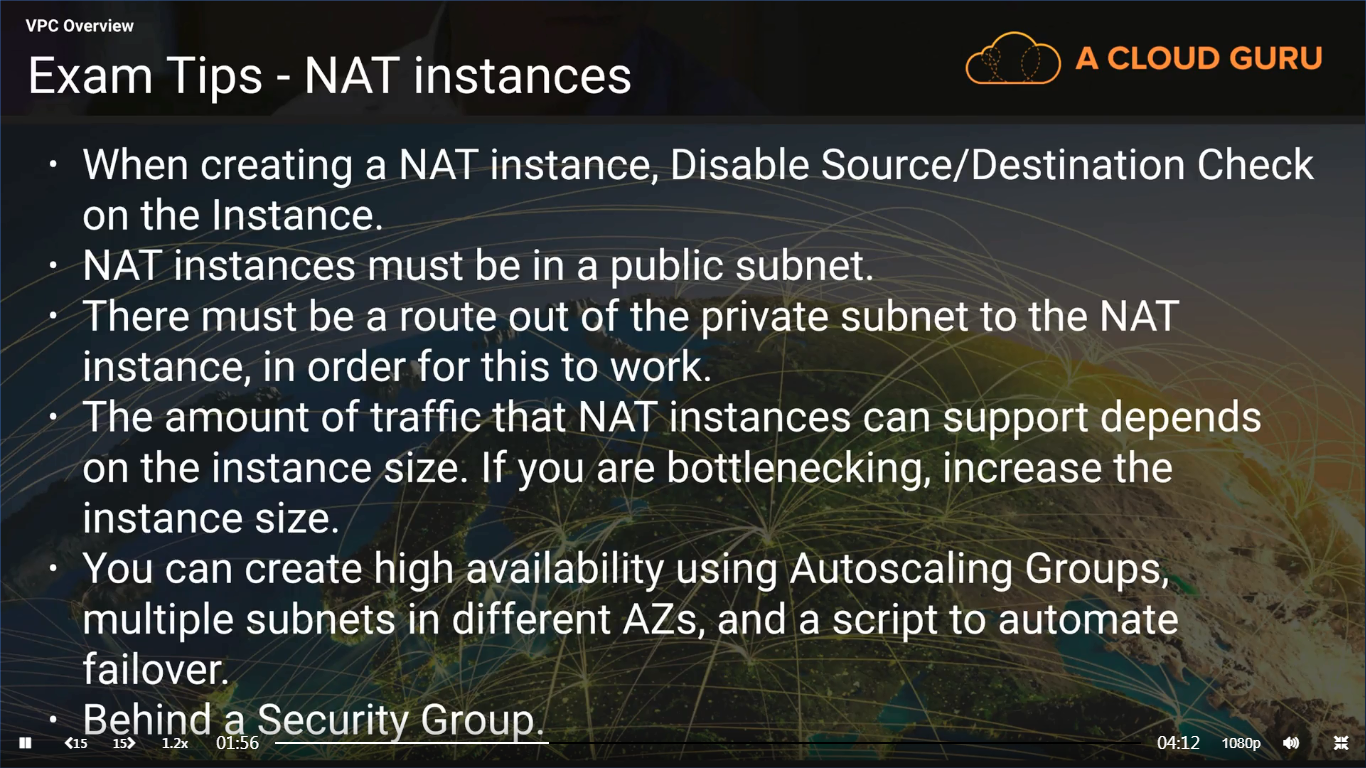 VPC Overview
Exam Tips - NAT instances
A CLOUD GURU
• When creating a NAT instance, Disable Source/Destination Check
on the Instance.
• NAT instances must be in a public subnet.
• There must be a route out of the private subnet to the NAT
instance, in order for this to work.
• The amount of traffic that NAT instances can support depends
on the instance size. If you are bottlenecking, increase the
instance size.
• You can create high availability using Autoscaling Groups,
multiple subnets in different AZs, and a script to automate
failover.
• Behind a Security Group.
15 15 1.2x 01:56 04:12 1080p